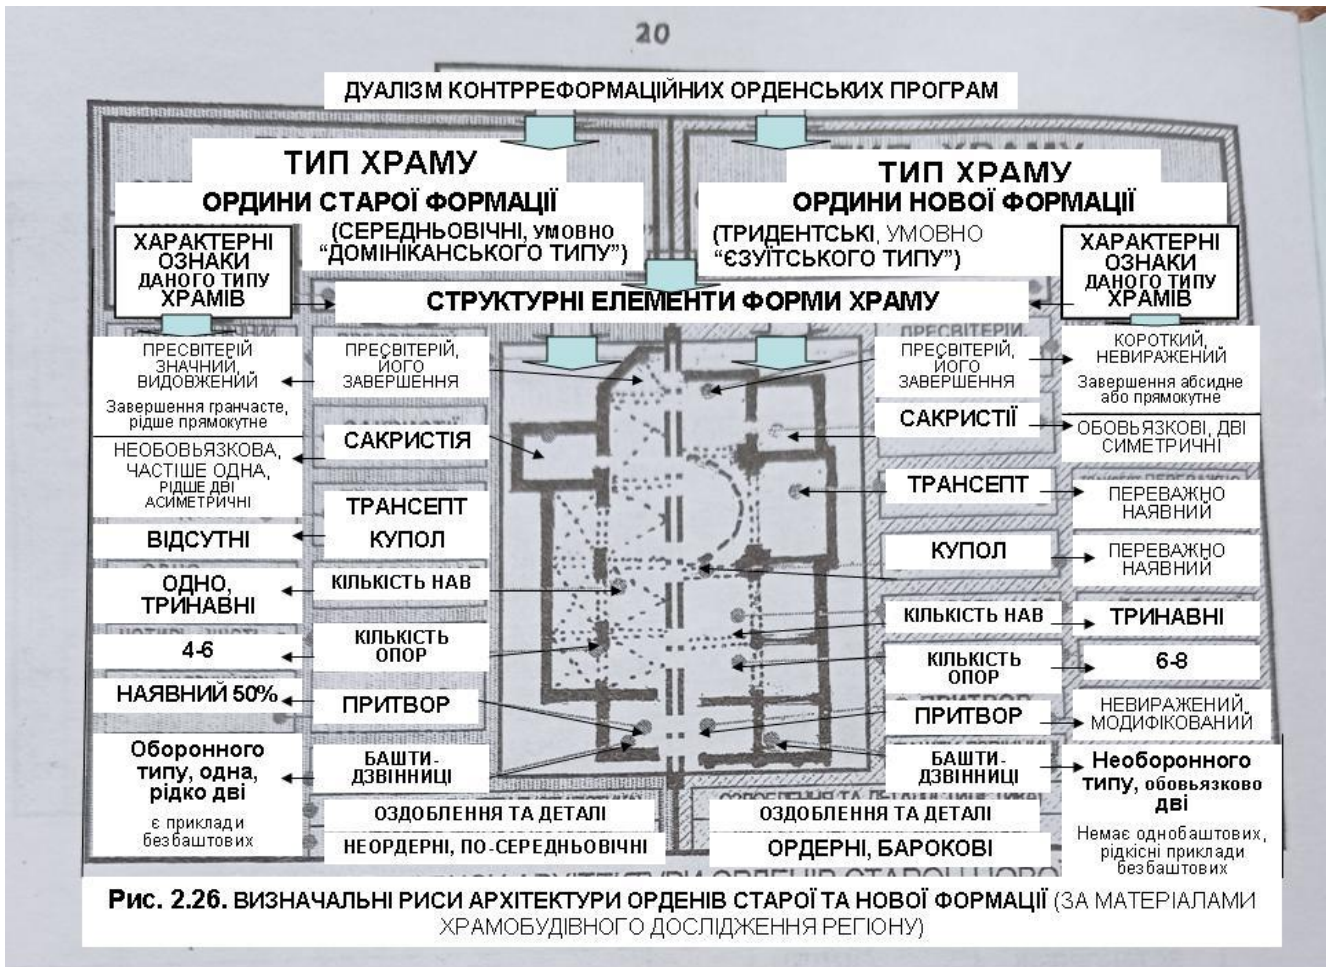 20
ДУАЛІЗМ КОНТРРЕФОРМАЦІЙНИХ ОРДЕНСЬКИХ ПРОГРАМ
ТИП ХРАМУ
ОРДИНИ СТАРОЇ ФОРМАЦІЇ
(СЕРЕДНЬОВІЧНІ, УМОВНО
“ДОМІНІКАНСЬКОГО ТИПУ”)
ТИП ХРАМУ
ОРДИНИ НОВОЇ ФОРМАЦІЇ
(ТРИДЕНТСЬКІ, УМОВНО
“ЄЗУЇТСЬКОГО ТИПУ”)
ХАРАКТЕРНІ
ОЗНАКИ
ДАНОГО ТИПУ
ХРАМІВ
ХАРАКТЕРНІ
ОЗНАКИ
ДАНОГО ТИПУ
ХРАМІВ
СТРУКТУРНІ ЕЛЕМЕНТИ ФОРМИ ХРАМУ
ПРЕСВІТЕРІЙ
ЗНАЧНИЙ,
ВИДОВЖЕНИЙ
Завершення гранчасте,
рідше прямокутне
ПРЕСВІТЕРІЙ,
ЙОГО
ЗАВЕРШЕННЯ
ПРЕСВІТЕРІЙ,
ЙОГО
ЗАВЕРШЕННЯ
КОРОТКИЙ,
НЕВИРАЖЕНИЙ
Завершення абсидне
або прямокутне
НЕОБОВЬЯЗКОВА,
ЧАСТІШЕ ОДНА,
РІДШЕ ДВІ
АСИМЕТРИЧНІ
САКРИСТІЯ
САКРИСТІЇ
ОБОВЬЯЗКОВІ, ДВІ
СИМЕТРИЧНІ
ВІДСУТНІ
ТРАНСЕПТ
КУПОЛ
ТРАНСЕПТ
ПЕРЕВАЖНО
НАЯВНИЙ
КУПОЛ
ПЕРЕВАЖНО
НАЯВНИЙ
ОДНО,
ТРИНАВНІ
КІЛЬКІСТЬ НАВ
КІЛЬКІСТЬ НАВ
ТРИНАВНІ
4-6
КІЛЬКІСТЬ
ОПОР
КІЛЬКІСТЬ
ОПОР
6-8
НАЯВНИЙ 50%
ПРИТВОР
ПРИТВОР
НЕВИРАЖЕНИЙ,
МОДИФІКОВАНИЙ
Оборонного
типу, одна,
рідко дві
є приклади
безбаштових
БАШТИ-
ДЗВІННИЦІ
БАШТИ-
ДЗВІННИЦІ
Необоронного
типу, обовьязково
дві
Немає однобаштових,
рідкісні приклади
безбаштових
ОЗДОБЛЕННЯ ТА ДЕТАЛІ
НЕОРДЕРНІ, ПО-СЕРЕДНЬОВІЧНІ
ОЗДОБЛЕННЯ ТА ДЕТАЛІ
ОРДЕРНІ, БАРОКОВІ
Рис. 2.26. ВИЗНАЧАЛЬНІ РИСИ АРХІТЕКТУРИ ОРДЕНІВ СТАРОЇ ТА НОВОЇ ФОРМАЦІЇ (ЗА МАТЕРІАЛАМИ
ХРАМОБУДІВНОГО ДОСЛІДЖЕННЯ РЕГІОНУ)